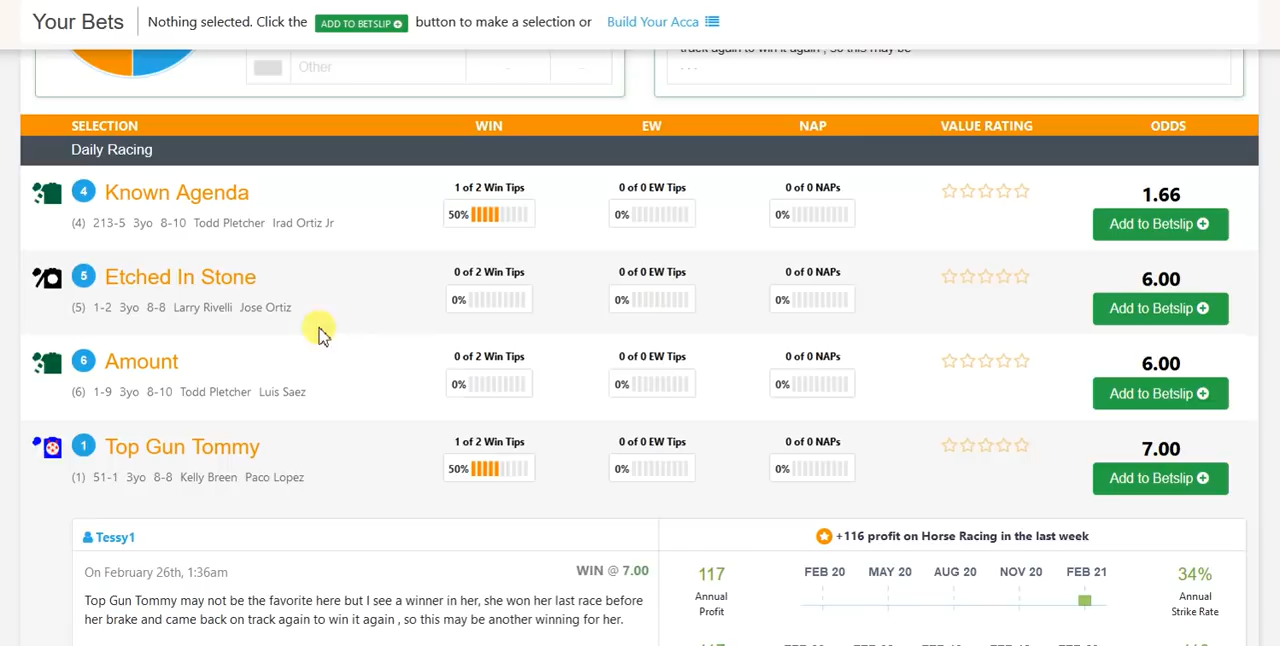 Your Bets
Nothing selected. Click the ADD TO BETSLIP button to make a selection or Build Your Acca
track again to win it again , so this may be
Other - -
. . .
SELECTION WIN EW NAP VALUE RATING ODDS
Daily Racing
4 Known Agenda
(4) 213-5 3yo 8-10 Todd Pletcher Irad Ortiz Jr
1 of 2 Win Tips
50%
0 of 0 EW Tips
0%
0 of 0 NAPs
0%
1.66
Add to Betslip
5 Etched In Stone
(5) 1-2 3yo 8-8 Larry Rivelli Jose Ortiz
0 of 2 Win Tips
0%
0 of 0 EW Tips
0%
0 of 0 NAPs
0%
6.00
Add to Betslip
6 Amount
(6) 1-9 3yo 8-10 Todd Pletcher Luis Saez
0 of 2 Win Tips
0%
0 of 0 EW Tips
0%
0 of 0 NAPs
0%
6.00
Add to Betslip
1 Top Gun Tommy
(1) 51-1 3yo 8-8 Kelly Breen Paco Lopez
1 of 2 Win Tips
50%
0 of 0 EW Tips
0%
0 of 0 NAPs
0%
7.00
Add to Betslip
Tessy1
On February 26th, 1:36am
WIN @ 7.00
Top Gun Tommy may not be the favorite here but I see a winner in her, she won her last race before
her brake and came back on track again to win it again , so this may be another winning for her.
+116 profit on Horse Racing in the last week
117
Annual
Profit
FEB 20 MAY 20 AUG 20 NOV 20 FEB 21
34%
Annual
Strike Rate